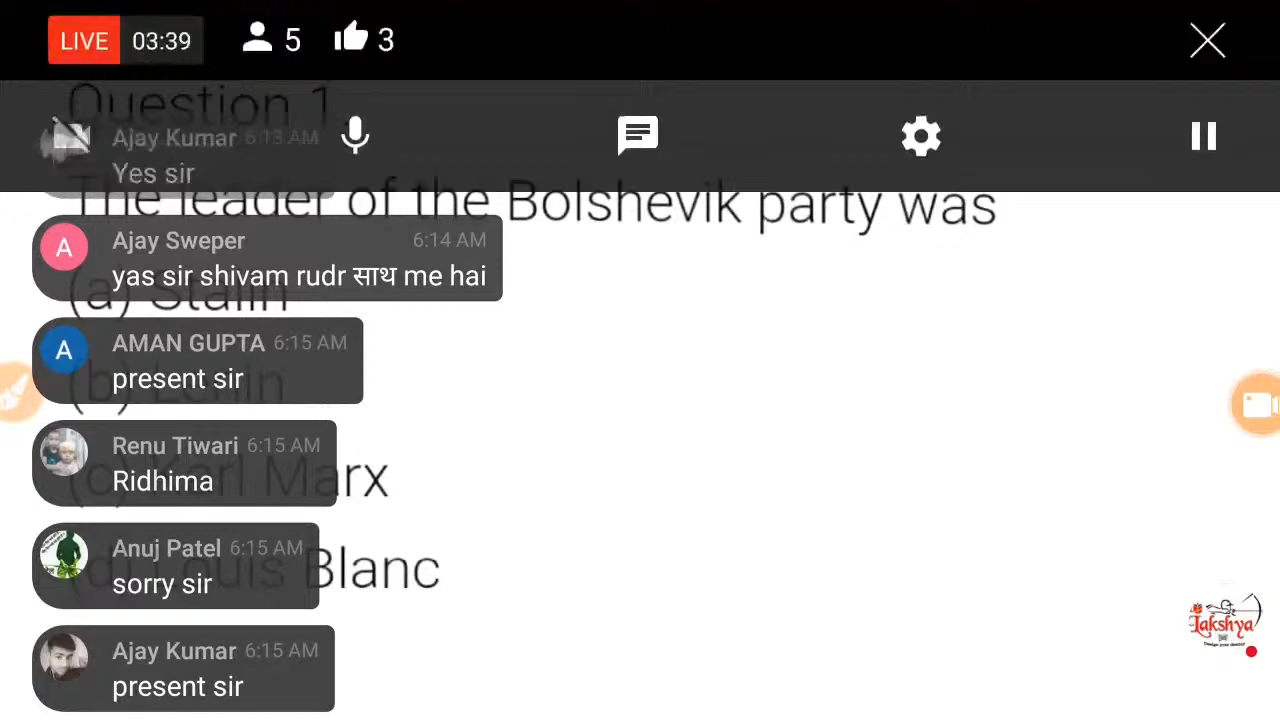 LIVE 03:39 5 3
Question 1
Ajay Kumar 6:13 AM
Yes sir
The leader of the Bolshevik party was
Ajay Sweper 6:14 AM
yas sir shivam rudr साथ me hai
(a) Stalin
AMAN GUPTA 6:15 AM
present sir
(b) Lenin
Renu Tiwari 6:15 AM
Ridhima
(c) Karl Marx
Anuj Patel 6:15 AM
sorry sir
(d) Louis Blanc
Ajay Kumar 6:15 AM
present sir
Lakshya